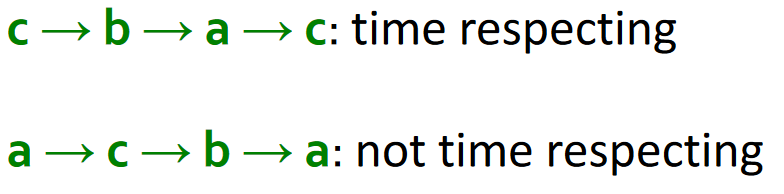 c → b → a → c: time respecting
a → c → b → a: not time respecting